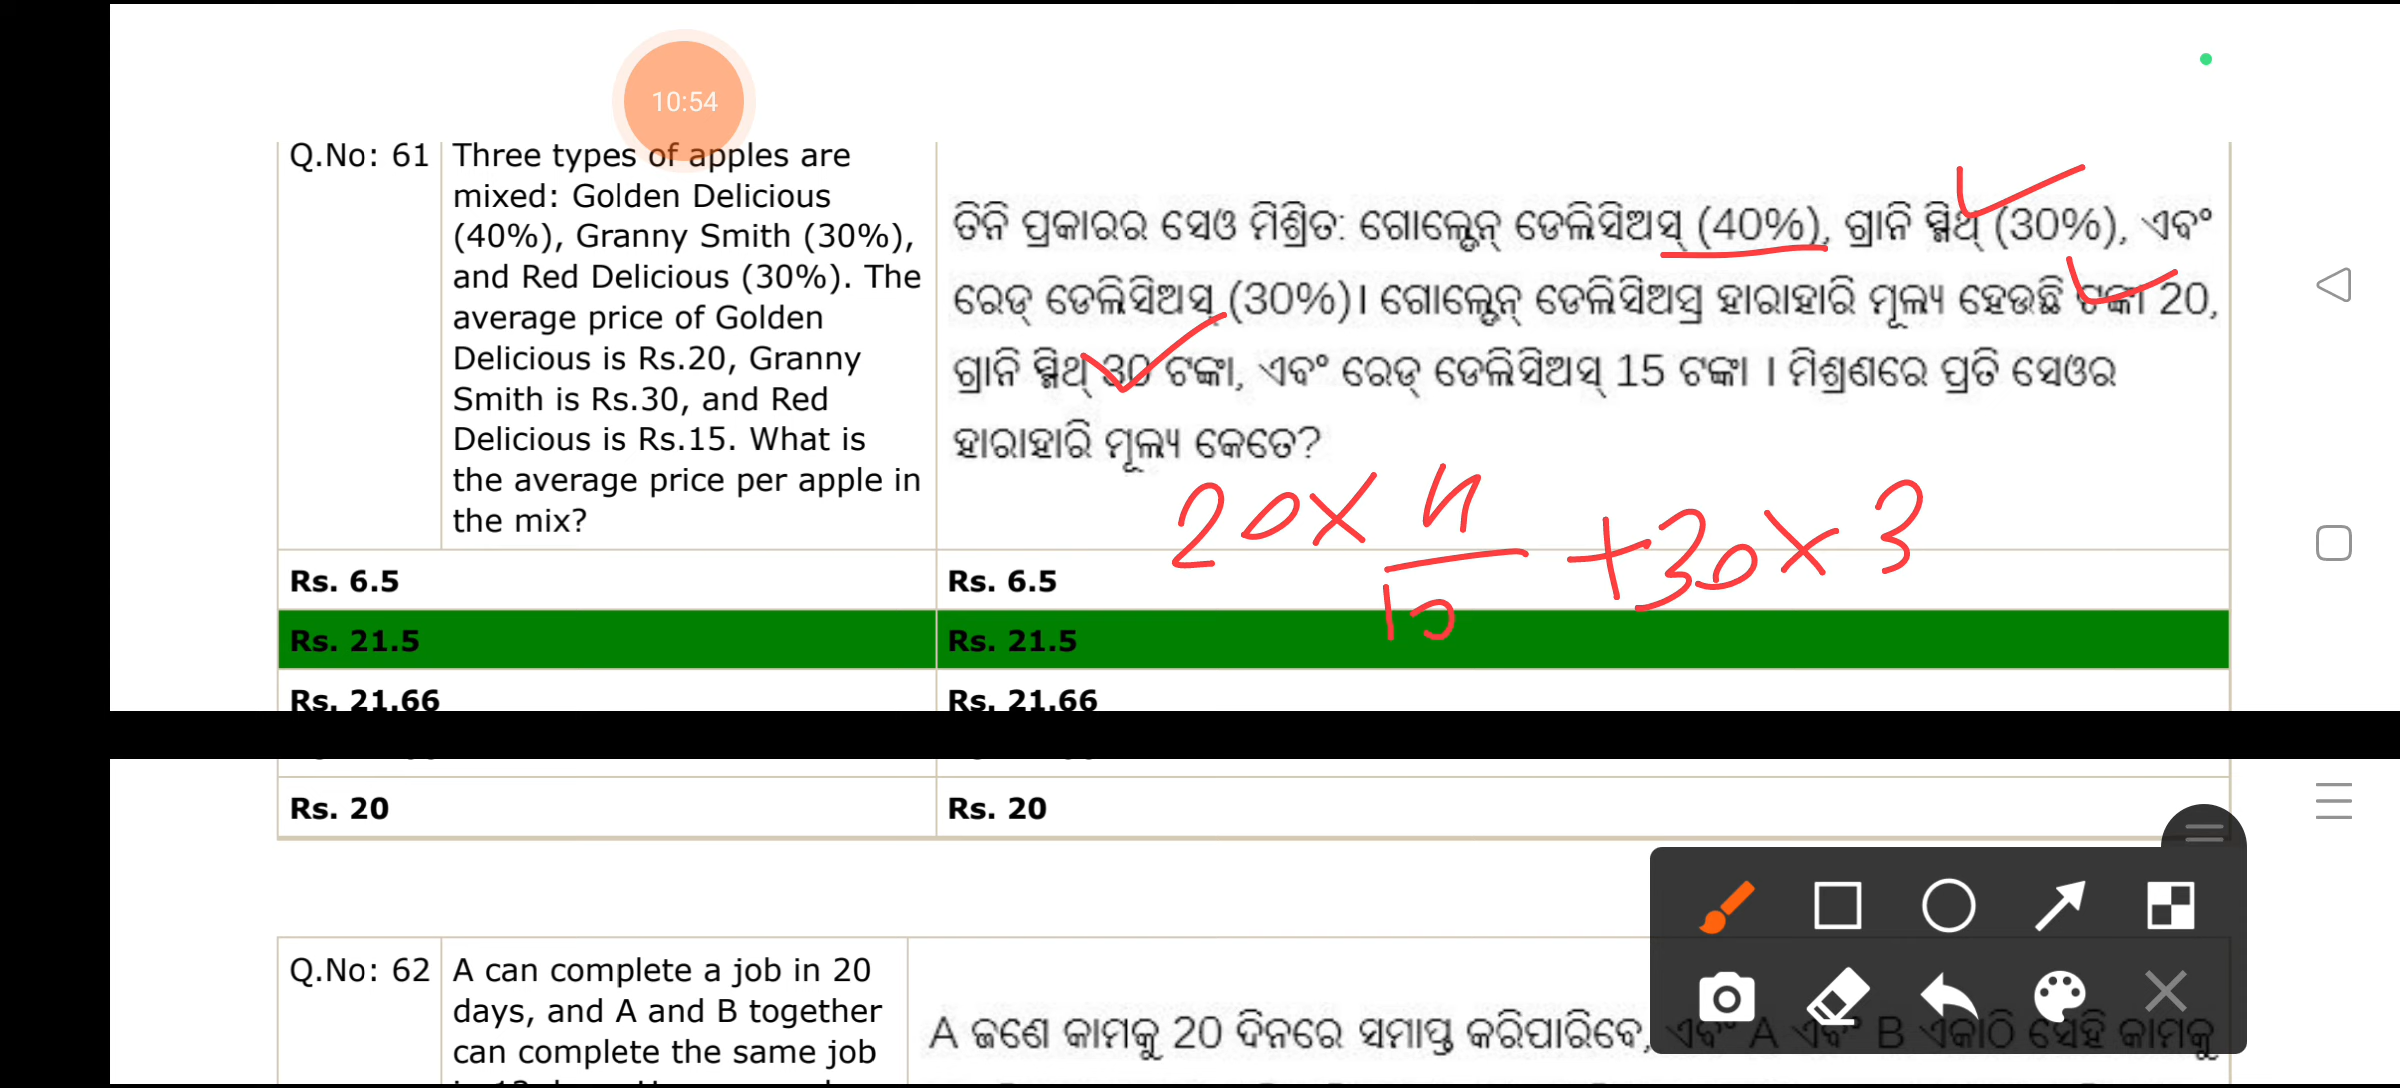 10:54
Q.No: 61
Three types of apples are
mixed: Golden Delicious
(40%), Granny Smith (30%),
and Red Delicious (30%). The
average price of Golden
Delicious is Rs.20, Granny
Smith is Rs.30, and Red
Delicious is Rs.15. What is
the average price per apple in
the mix?
ତିନି ପ୍ରକାରର ସେଓ ମିଶ୍ରିତ: ଗୋଲ୍ଡେନ୍ ଡେଲିସିଅସ୍ (40%), ଗ୍ରାନି ସ୍ମିଥ୍ (30%), ଏବଂ
ରେଡ୍ ଡେଲିସିଅସ୍ (30%)। ଗୋଲ୍ଡେନ୍ ଡେଲିସିଅସ୍ର ହାରାହାରି ମୂଲ୍ୟ ହେଉଛି ଟଙ୍କା 20,
ଗ୍ରାନି ସ୍ମିଥ୍ 30 ଟଙ୍କା, ଏବଂ ରେଡ୍ ଡେଲିସିଅସ୍ 15 ଟଙ୍କା । ମିଶ୍ରଣରେ ପ୍ରତି ସେଓର
ହାରାହାରି ମୂଲ୍ୟ କେତେ?
20 × 4 + 30 × 3
10
Rs. 6.5 Rs. 6.5
Rs. 21.5 Rs. 21.5
Rs. 21.66 Rs. 21.66
Rs. 20 Rs. 20
Q.No: 62
A can complete a job in 20
days, and A and B together
can complete the same job
A ଜଣେ କାମକୁ 20 ଦିନରେ ସମାପ୍ତ କରିପାରିବେ, ଏବଂ A ଏବଂ B ଏକାଠି ସେହି କାମକୁ